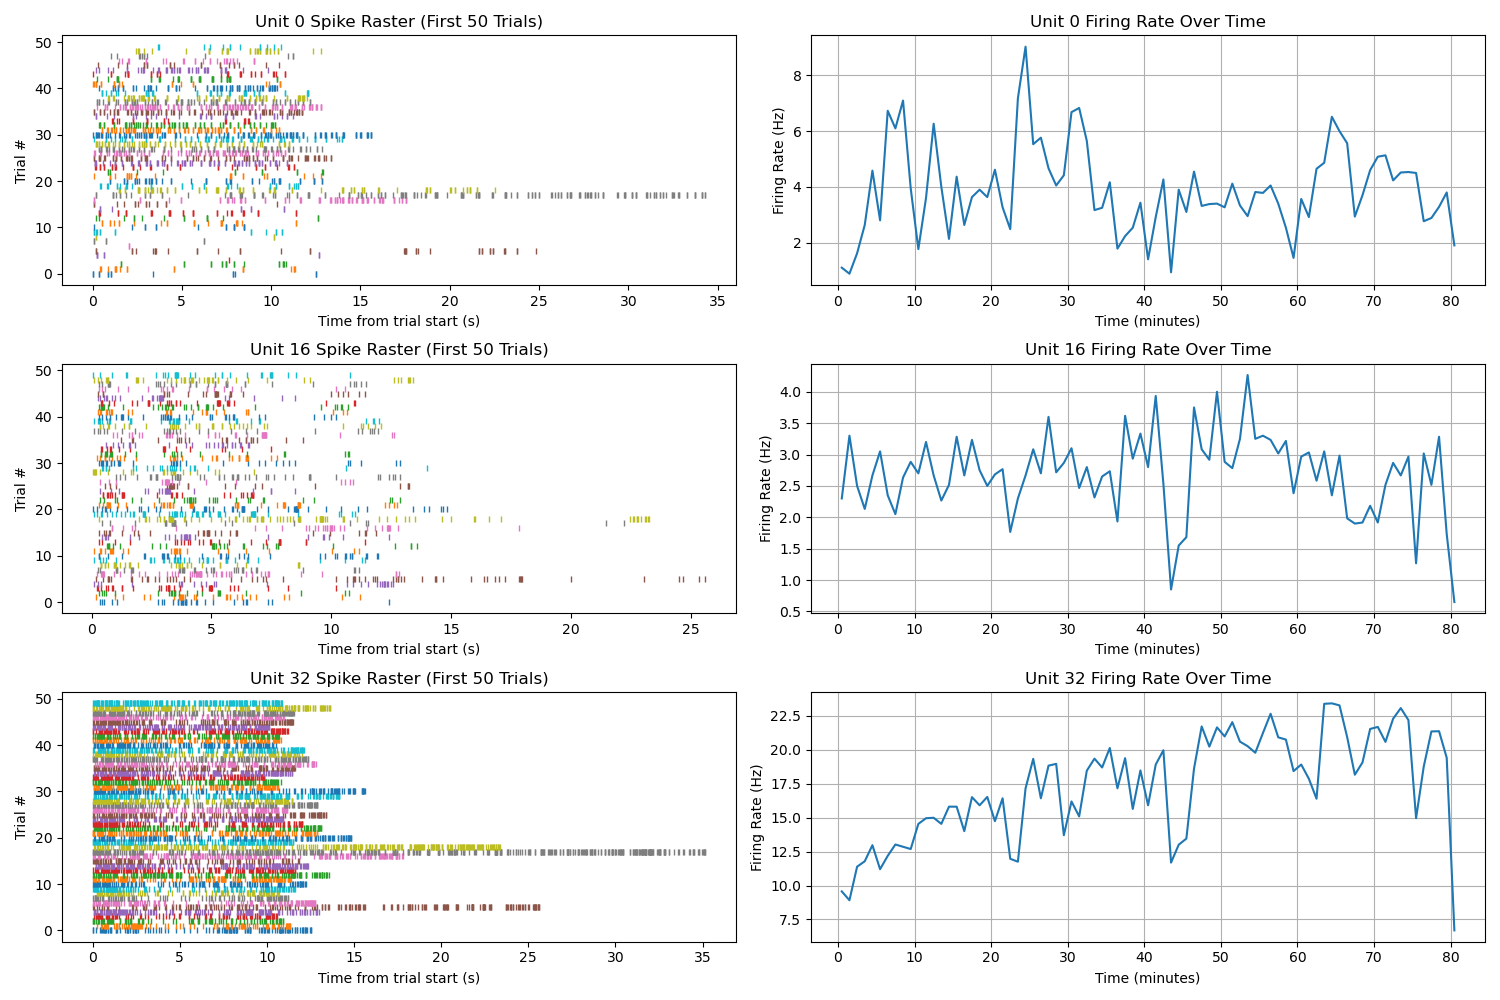 Unit 0 Spike Raster (First 50 Trials)
Trial #
50
40
30
20
10
0
0 5 10 15 20 25 30 35
Time from trial start (s)
Unit 0 Firing Rate Over Time
Firing Rate (Hz)
8
6
4
2
0 10 20 30 40 50 60 70 80
Time (minutes)
Unit 16 Spike Raster (First 50 Trials)
Trial #
50
40
30
20
10
0
0 5 10 15 20 25
Time from trial start (s)
Unit 16 Firing Rate Over Time
Firing Rate (Hz)
4.0
3.5
3.0
2.5
2.0
1.5
1.0
0.5
0 10 20 30 40 50 60 70 80
Time (minutes)
Unit 32 Spike Raster (First 50 Trials)
Trial #
50
40
30
20
10
0
0 5 10 15 20 25 30 35
Time from trial start (s)
Unit 32 Firing Rate Over Time
Firing Rate (Hz)
22.5
20.0
17.5
15.0
12.5
10.0
7.5
0 10 20 30 40 50 60 70 80
Time (minutes)